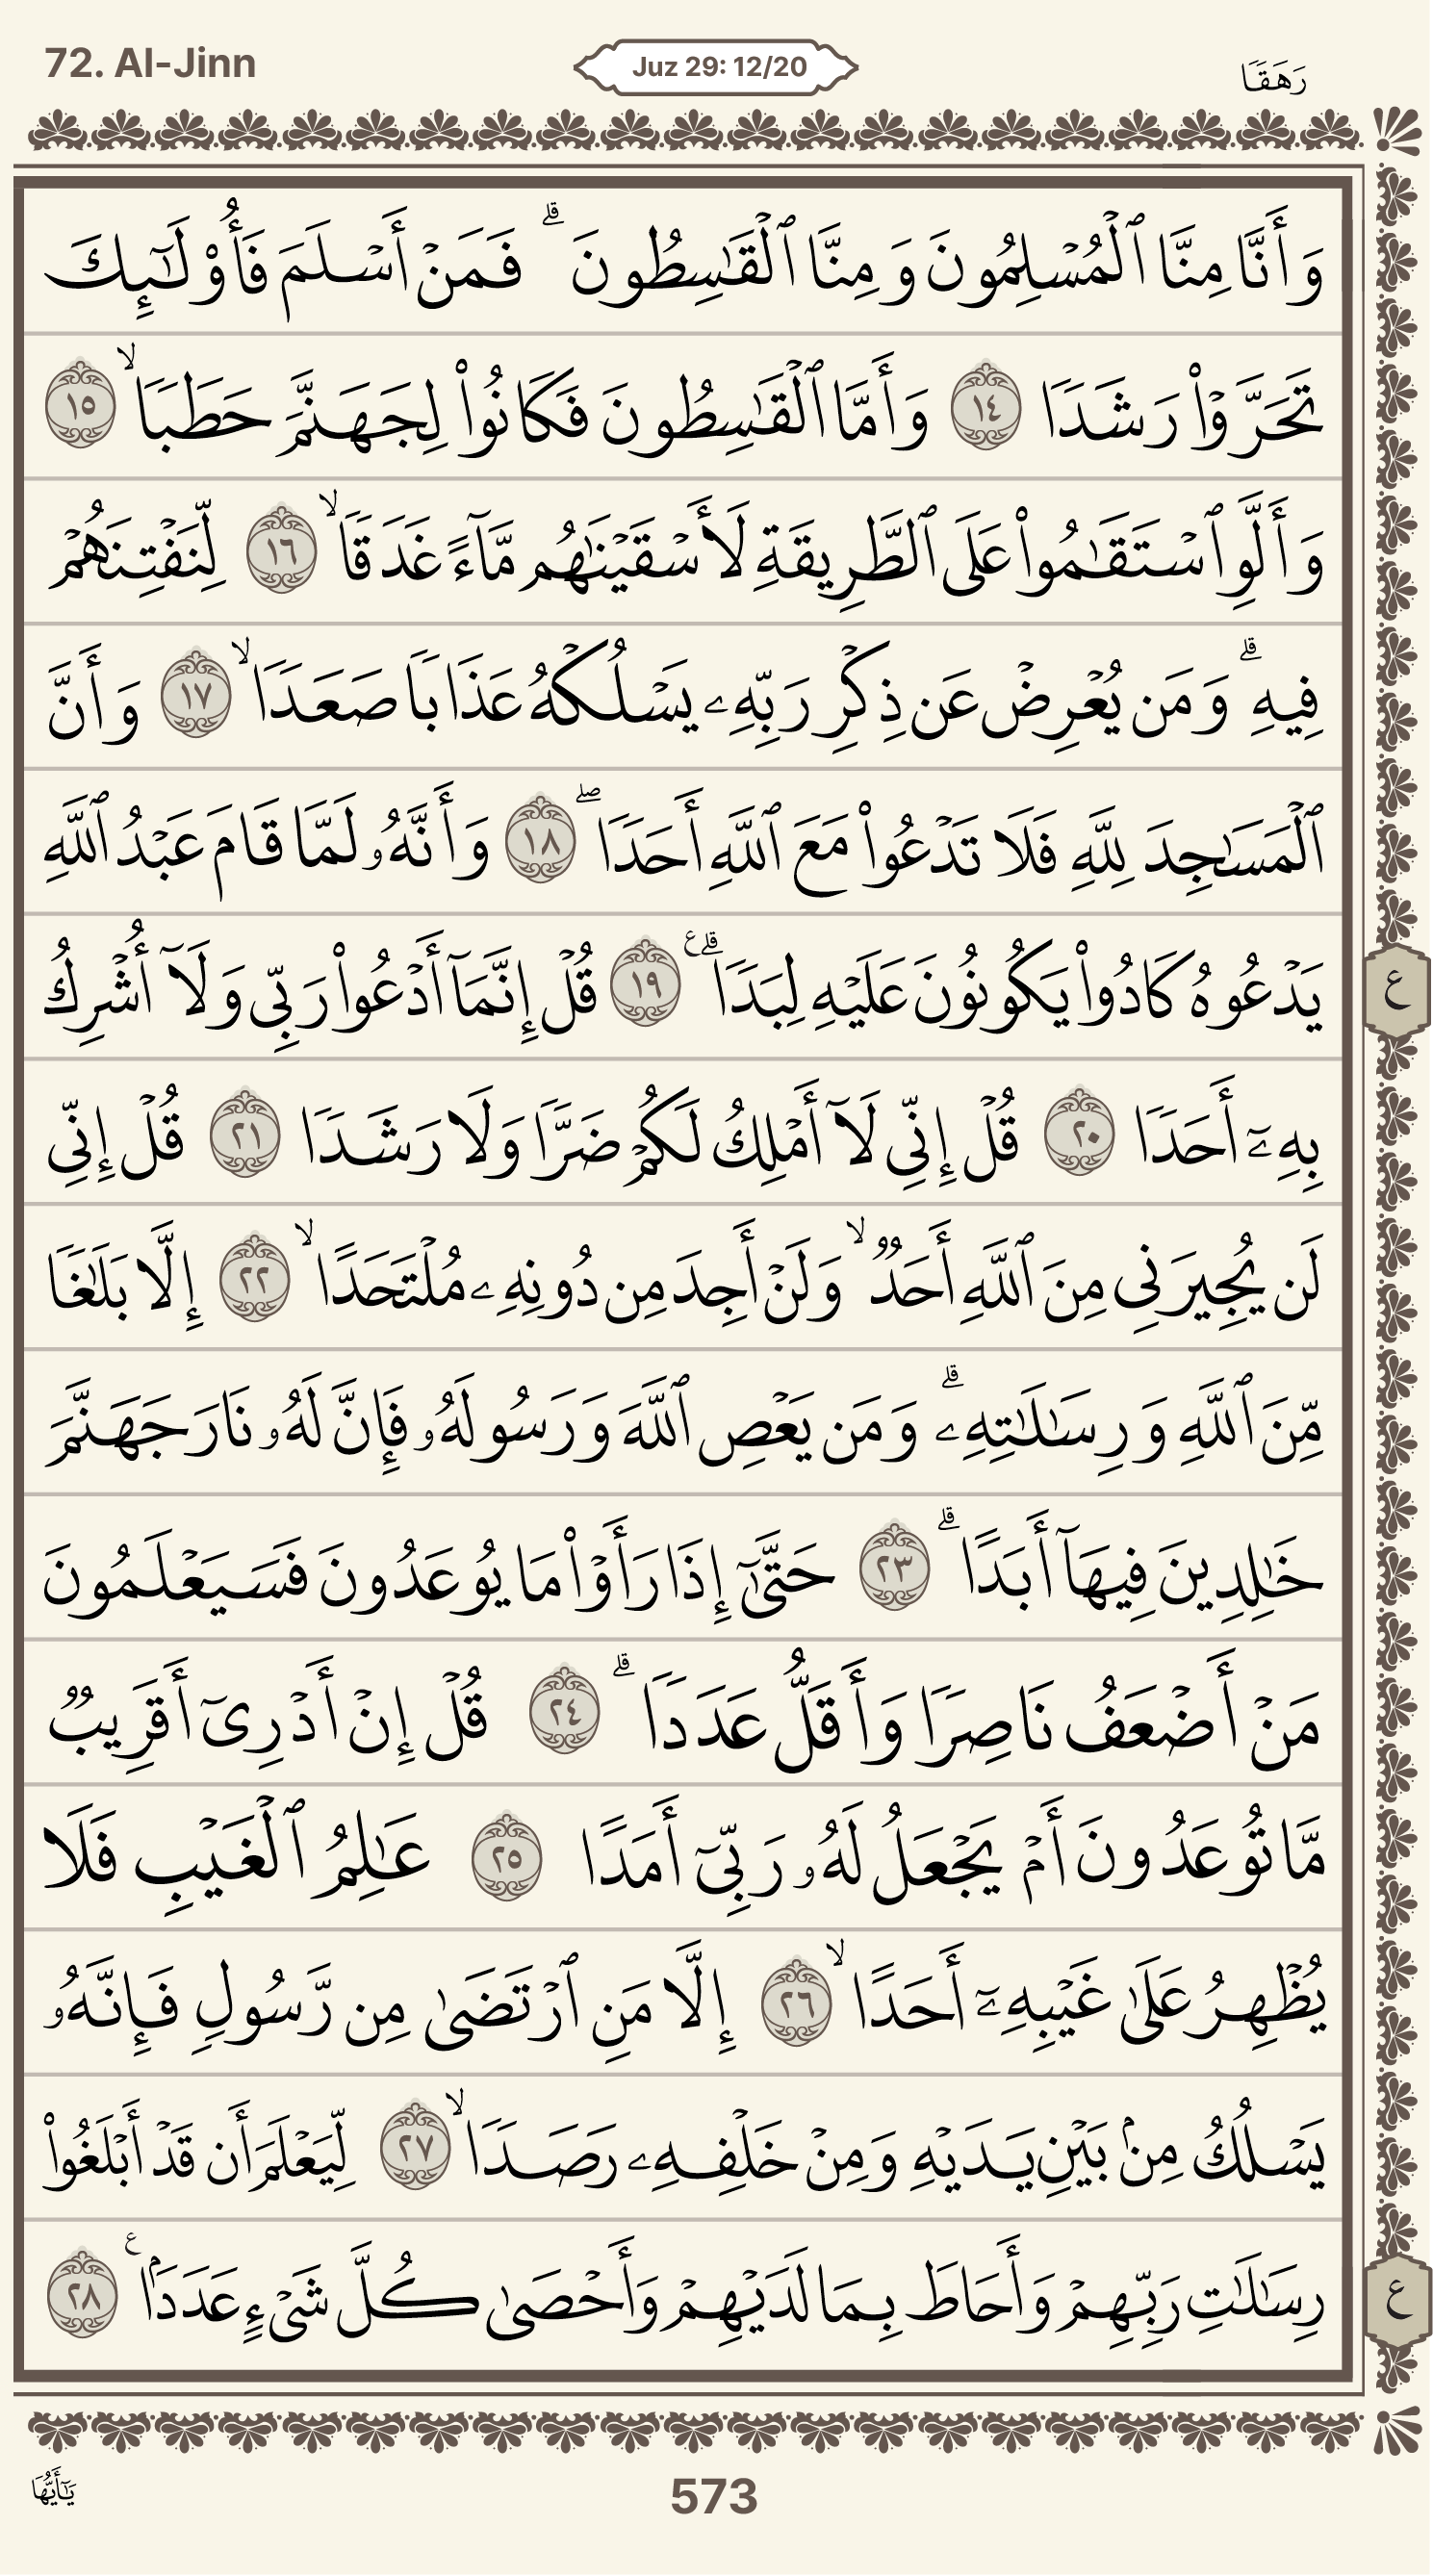 72. Al-Jinn
Juz 29: 12/20
رَهَقࣰَا
وَأَنَّا مِنَّا ٱلۡمُسۡلِمُونَ وَمِنَّا ٱلۡقَٰسِطُونَۗ فَمَنۡ أَسۡلَمَ فَأُوْلَٰٓئِكَ
تَحَرَّوۡاْ رَشَدࣰا ١٤ وَأَمَّا ٱلۡقَٰسِطُونَ فَكَانُواْ لِجَهَنَّمَ حَطَبࣰاۙ ١٥
وَأَلَّوِ ٱسۡتَقَٰمُواْ عَلَى ٱلطَّرِيقَةِ لَأَسۡقَيۡنَٰهُم مَّآءً غَدَقࣰاۙ ١٦ لِّنَفۡتِنَهُمۡ
فِيهِۗ وَمَن يُعۡرِضۡ عَن ذِكۡرِ رَبِّهِۦ يَسۡلُكۡهُ عَذَابࣰا صَعَدࣰاۙ ١٧ وَأَنَّ
ٱلۡمَسَٰجِدَ لِلَّهِ فَلَا تَدۡعُواْ مَعَ ٱللَّهِ أَحَدࣰاۖ ١٨ وَأَنَّهُۥ لَمَّا قَامَ عَبۡدُ ٱللَّهِ
يَدۡعُوهُ كَادُواْ يَكُونُونَ عَلَيۡهِ لِبَدࣰاۗ ع ١٩ قُلۡ إِنَّمَآ أَدۡعُواْ رَبِّي وَلَآ أُشۡرِكُ
ع
بِهِۦٓ أَحَدࣰا ٢٠ قُلۡ إِنِّي لَآ أَمۡلِكُ لَكُمۡ ضَرࣰّا وَلَا رَشَدࣰا ٢١ قُلۡ إِنِّي
لَن يُجِيرَنِي مِنَ ٱللَّهِ أَحَدࣱۙ وَلَنۡ أَجِدَ مِن دُونِهِۦ مُلۡتَحَدًاۙ ٢٢ إِلَّا بَلَٰغࣰا
مِّنَ ٱللَّهِ وَرِسَٰلَٰتِهِۦۗ وَمَن يَعۡصِ ٱللَّهَ وَرَسُولَهُۥ فَإِنَّ لَهُۥ نَارَ جَهَنَّمَ
خَٰلِدِينَ فِيهَآ أَبَدًاۗ ٢٣ حَتَّىٰٓ إِذَا رَأَوۡاْ مَا يُوعَدُونَ فَسَيَعۡلَمُونَ
مَنۡ أَضۡعَفُ نَاصِرࣰا وَأَقَلُّ عَدَدࣰاۗ ٢٤ قُلۡ إِنۡ أَدۡرِيٓ أَقَرِيبࣱ
مَّا تُوعَدُونَ أَمۡ يَجۡعَلُ لَهُۥ رَبِّيٓ أَمَدًا ٢٥ عَٰلِمُ ٱلۡغَيۡبِ فَلَا
يُظۡهِرُ عَلَىٰ غَيۡبِهِۦٓ أَحَدًاۙ ٢٦ إِلَّا مَنِ ٱرۡتَضَىٰ مِن رَّسُولࣲ فَإِنَّهُۥ
يَسۡلُكُ مِنۢ بَيۡنِ يَدَيۡهِ وَمِنۡ خَلۡفِهِۦ رَصَدࣰاۙ ٢٧ لِّيَعۡلَمَ أَن قَدۡ أَبۡلَغُواْ
رِسَٰلَٰتِ رَبِّهِمۡ وَأَحَاطَ بِمَا لَدَيۡهِمۡ وَأَحۡصَىٰ كُلَّ شَيۡءٍ عَدَدَۢا ع ٢٨
ع
يَٰٓأَيُّهَا
573